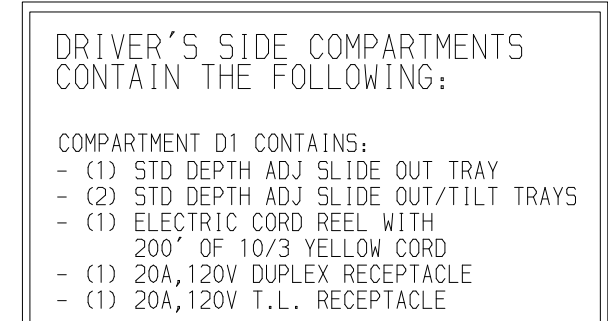 DRIVER'S SIDE COMPARTMENTS
CONTAIN THE FOLLOWING:
COMPARTMENT D1 CONTAINS:
- (1) STD DEPTH ADJ SLIDE OUT TRAY
- (2) STD DEPTH ADJ SLIDE OUT/TILT TRAYS
- (1) ELECTRIC CORD REEL WITH
200' OF 10/3 YELLOW CORD
- (1) 20A,120V DUPLEX RECEPTACLE
- (1) 20A,120V T.L. RECEPTACLE